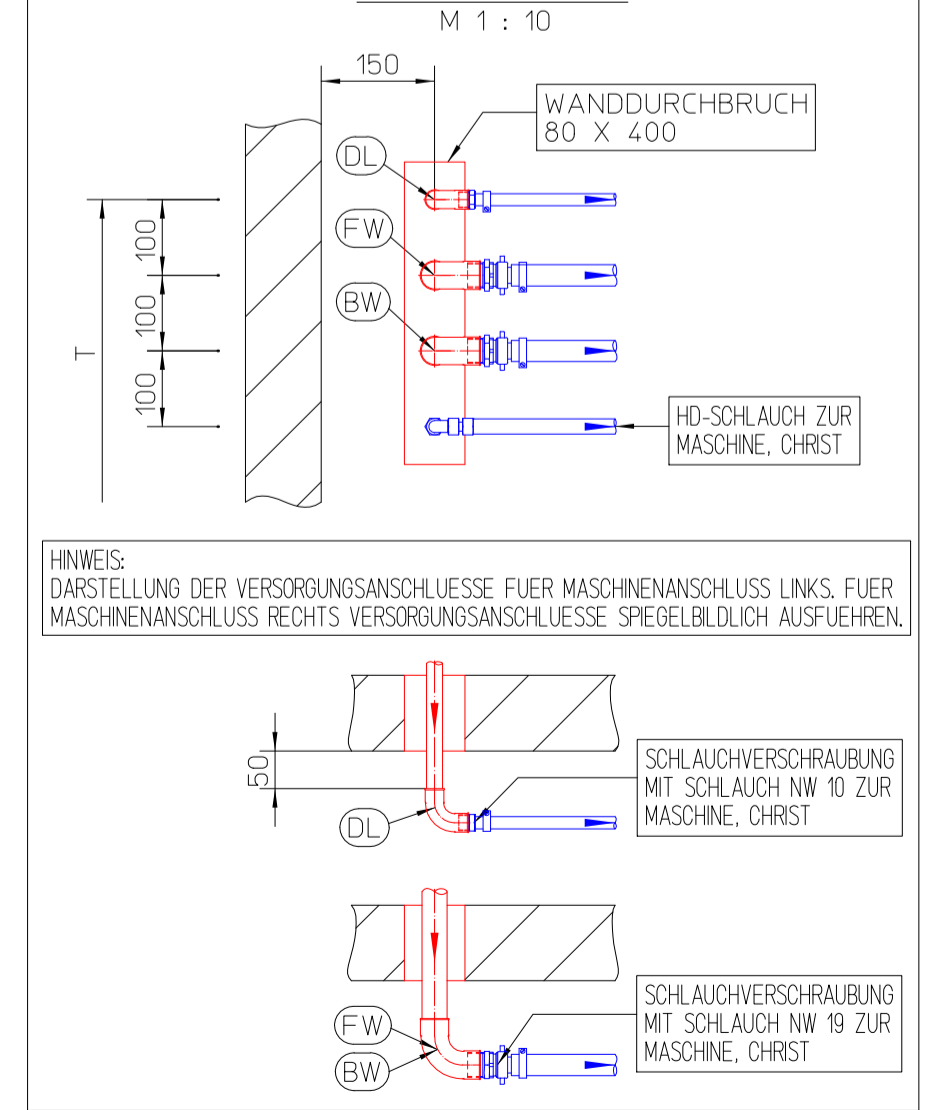 M 1 : 10
150
WANDDURCHBRUCH
80 X 400
DL
FW
BW
100
100
100
T
HD-SCHLAUCH ZUR
MASCHINE, CHRIST
HINWEIS:
DARSTELLUNG DER VERSORGUNGSANSCHLUESSE FUER MASCHINENANSCHLUSS LINKS. FUER
MASCHINENANSCHLUSS RECHTS VERSORGUNGSANSCHLUESSE SPIEGELBILDLICH AUSFUEHREN.
50
DL
SCHLAUCHVERSCHRAUBUNG
MIT SCHLAUCH NW 10 ZUR
MASCHINE, CHRIST
FW
BW
SCHLAUCHVERSCHRAUBUNG
MIT SCHLAUCH NW 19 ZUR
MASCHINE, CHRIST